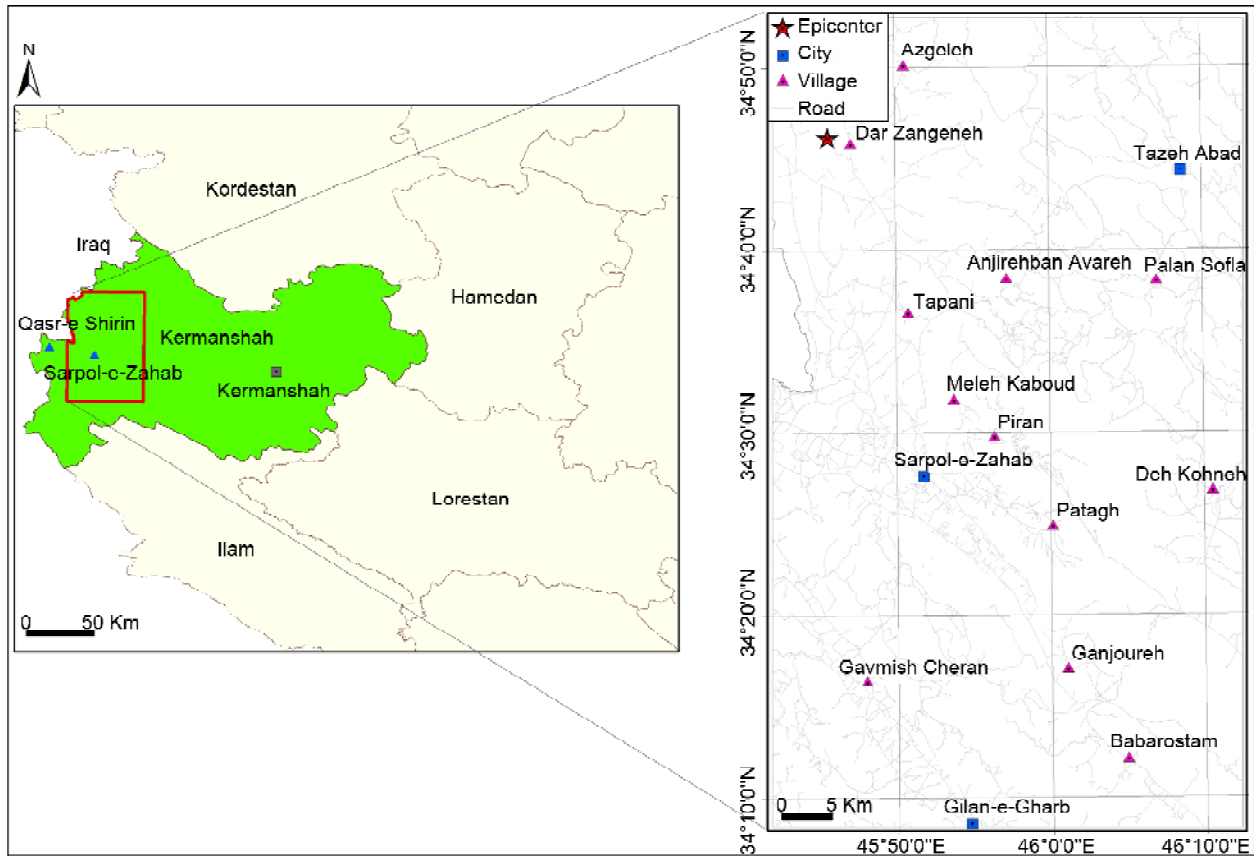 N
Kordestan
Iraq
Hamedan
Qasr-e Shirin
Kermanshah
Sarpol-e-Zahab
Kermanshah
Lorestan
Ilam
0 50 Km
Epicenter
City
Village
Road
Azgeleh
Dar Zangeneh
Tazeh Abad
Anjirehban Avareh
Palan Sofla
Tapani
Meleh Kaboud
Piran
Sarpol-e-Zahab
Deh Kohneh
Patagh
Ganjoureh
Gavmish Cheran
Babarostam
Gilan-e-Gharb
0 5 Km
34°50'0"N
34°40'0"N
34°30'0"N
34°20'0"N
34°10'0"N
45°50'0"E
46°0'0"E
46°10'0"E